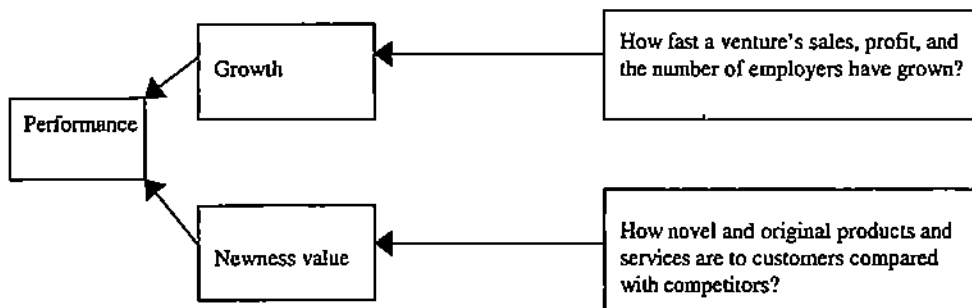 Growth
How fast a venture's sales, profit, and
the number of employers have grown?
Performance
Newness value
How novel and original products and
services are to customers compared
with competitors?